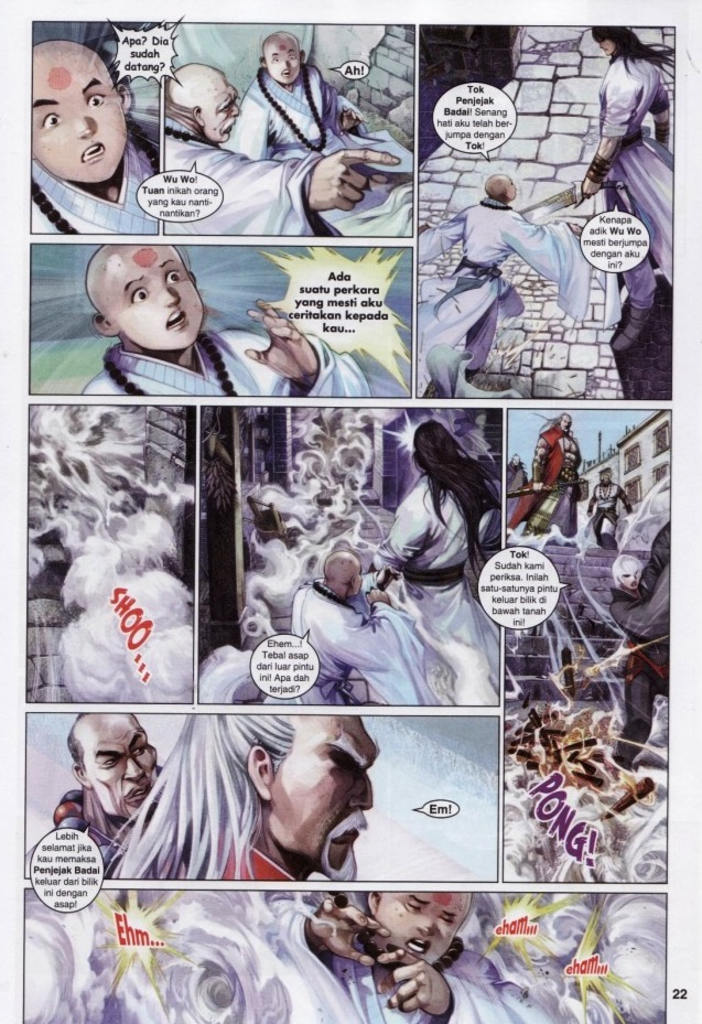 Apa? Dia
sudah
datang?
Ah!
Wu Wo!
Tuan inikah orang
yang kau nanti-
nantikan?
Tok
Penjejak
Badai! Senang
hati aku telah ber-
jumpa dengan
Tok!
Kenapa
adik Wu Wo
mesti berjumpa
dengan aku
ini?
Ada
suatu perkara
yang mesti aku
ceritakan kepada
kau...
SHOO...
Ehem...!
Tebal asap
dari luar pintu
ini! Apa dah
terjadi?
Tok!
Sudah kami
periksa. Inilah
satu-satunya pintu
keluar bilik di
bawah tanah
ini!
PONG!
Em!
Lebih
selamat jika
kau memaksa
Penjejak Badai
keluar dari bilik
ini dengan
asap!
Ehm...
eham///
eham///
22